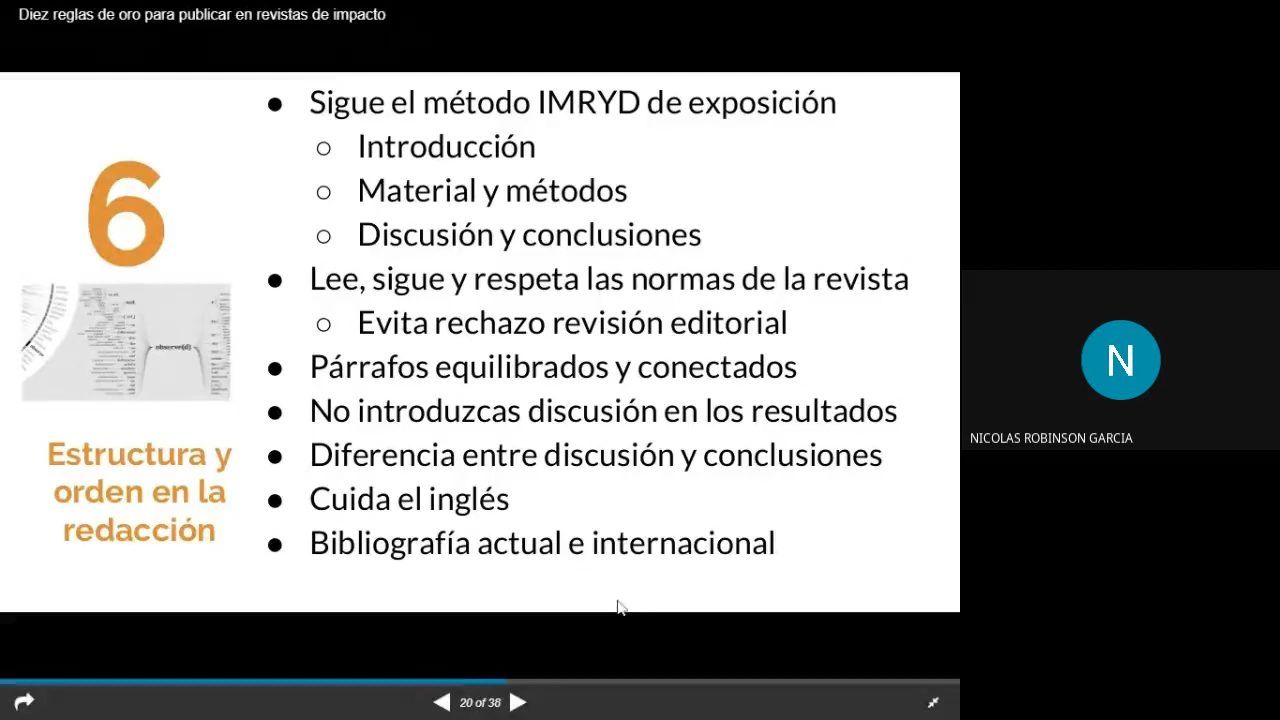 Diez reglas de oro para publicar en revistas de impacto
6
Estructura y
orden en la
redacción
observe[d]
● Sigue el método IMRYD de exposición
○ Introducción
○ Material y métodos
○ Discusión y conclusiones
● Lee, sigue y respeta las normas de la revista
○ Evita rechazo revisión editorial
● Párrafos equilibrados y conectados
● No introduzcas discusión en los resultados
● Diferencia entre discusión y conclusiones
● Cuida el inglés
● Bibliografía actual e internacional
N
NICOLAS ROBINSON GARCIA
20 of 38